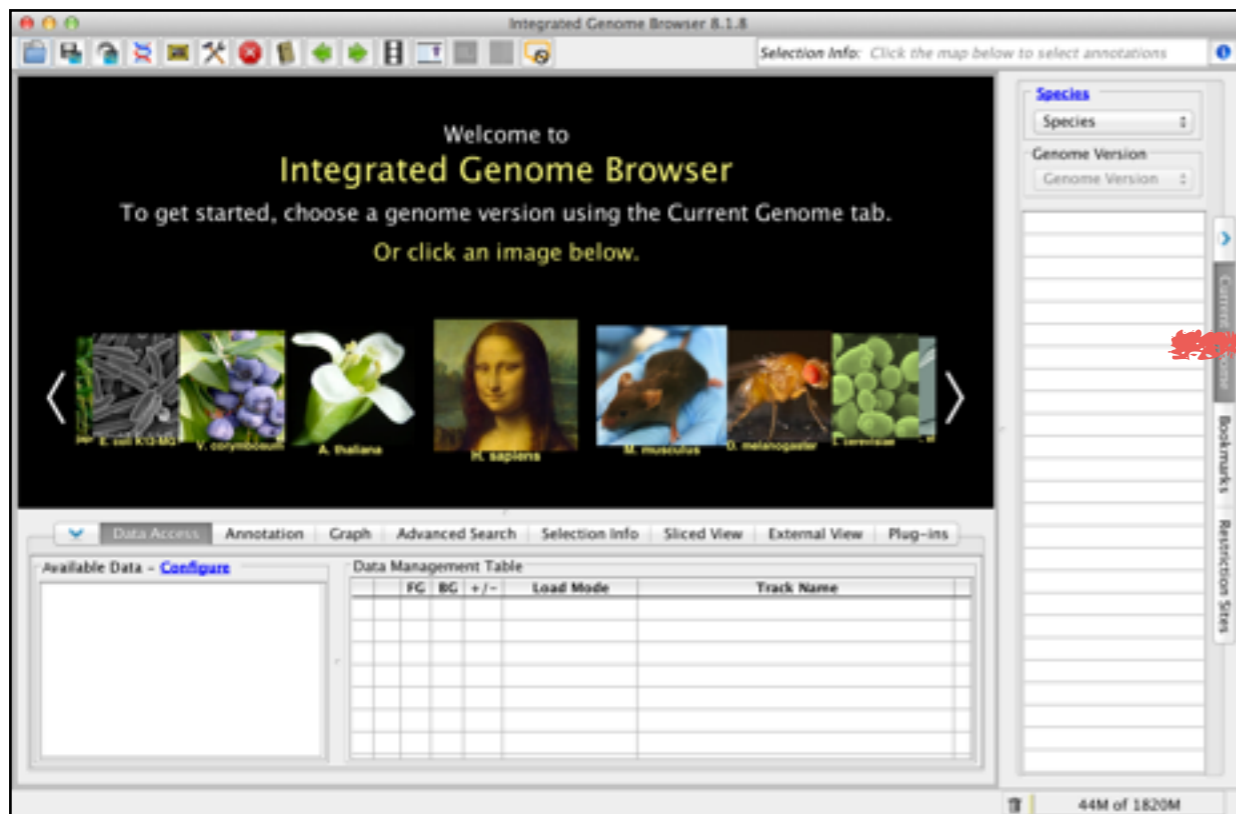 Integrated Genome Browser 8.1.8
Selection Info: Click the map below to select annotations
Welcome to
Integrated Genome Browser
To get started, choose a genome version using the Current Genome tab.
Or click an image below.
E. coli K12-MG
V. corymbosum
A. thaliana
H. sapiens
M. musculus
D. melanogaster
cerevisiae
Species
Species
Genome Version
Genome Version
Current
ome
Bookmarks
Restriction Sites
Data Access Annotation Graph Advanced Search Selection Info Sliced View External View Plug-ins
Available Data - Configure
Data Management Table
FG BG +/- Load Mode Track Name
44M of 1820M